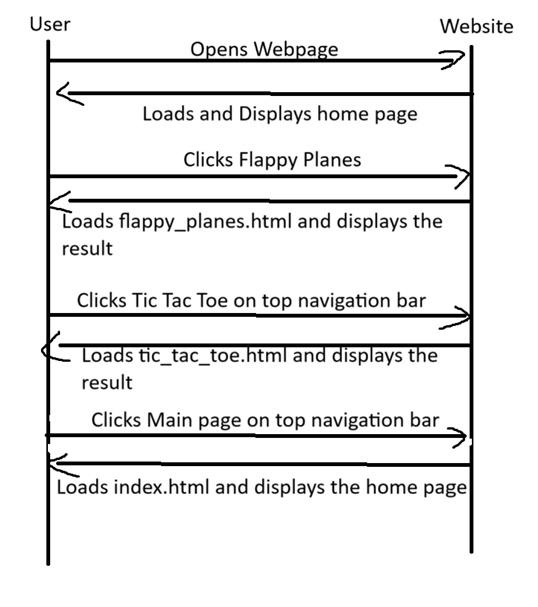 User
Website
Opens Webpage
Loads and Displays home page
Clicks Flappy Planes
Loads flappy_planes.html and displays the
result
Clicks Tic Tac Toe on top navigation bar
Loads tic_tac_toe.html and displays the
result
Clicks Main page on top navigation bar
Loads index.html and displays the home page